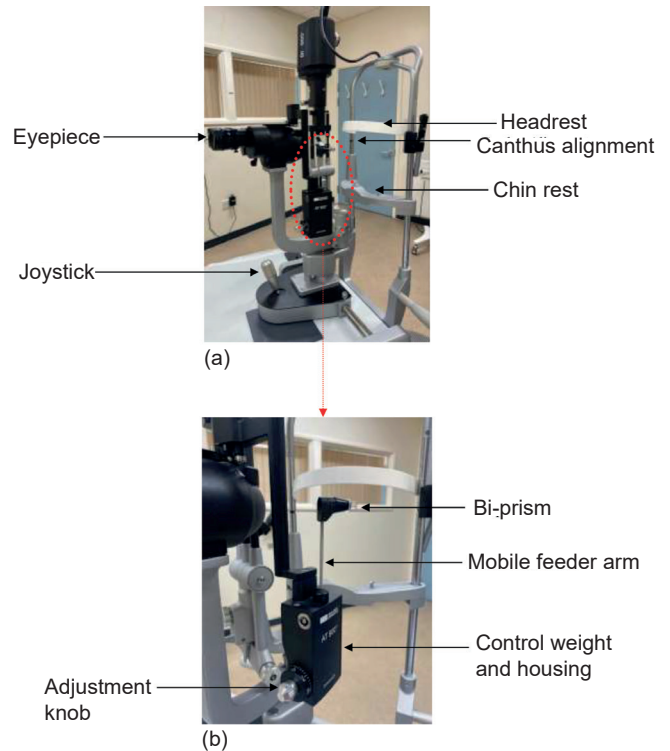 Eyepiece
Headrest
Canthus alignment
Chin rest
Joystick
(a)
Bi-prism
Mobile feeder arm
Control weight
and housing
Adjustment
knob
(b)